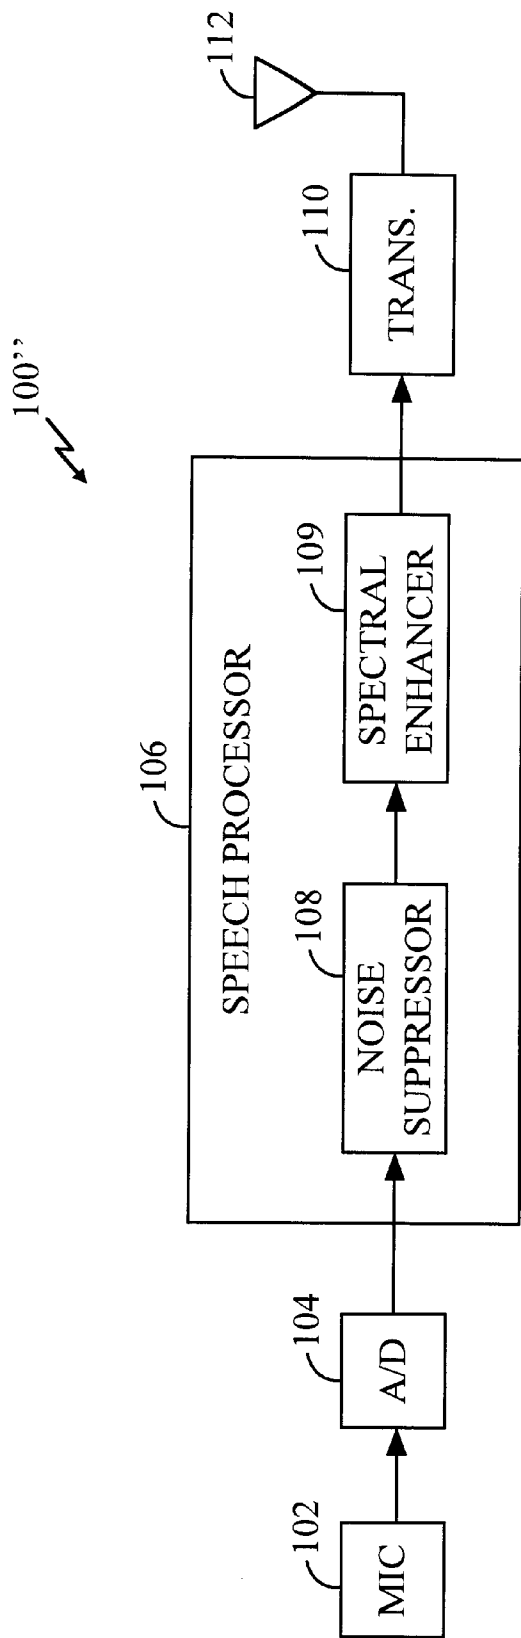 100’’
106
SPEECH PROCESSOR
102
MIC
104
A/D
108
NOISE
SUPPRESSOR
109
SPECTRAL
ENHANCER
110
TRANS.
112